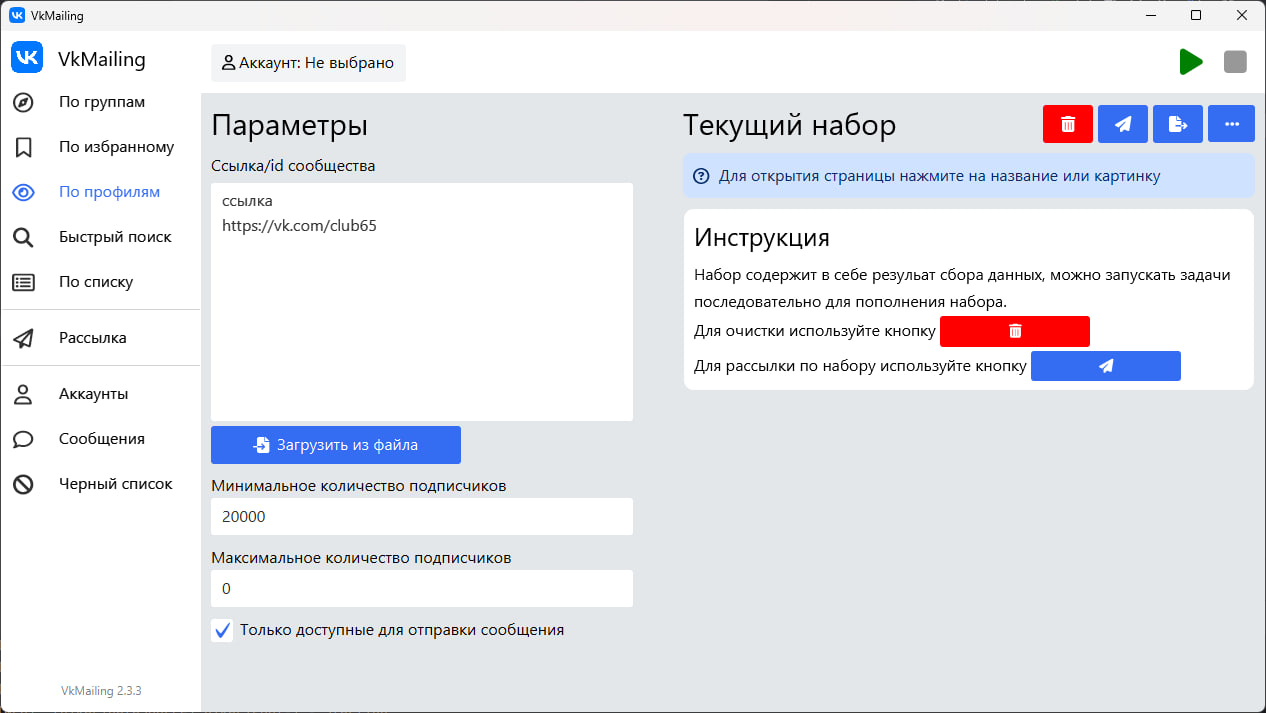 VkMailing
VkMailing
По группам
По избранному
По профилям
Быстрый поиск
По списку
Рассылка
Аккаунты
Сообщения
Черный список
VkMailing 2.3.3
Аккаунт: Не выбрано
Параметры
Ссылка/id сообщества
ссылка
https://vk.com/club65
Загрузить из файла
Минимальное количество подписчиков
20000
Максимальное количество подписчиков
0
Только доступные для отправки сообщения
Текущий набор
Для открытия страницы нажмите на название или картинку
Инструкция
Набор содержит в себе резульат сбора данных, можно запускать задачи
последовательно для пополнения набора.
Для очистки используйте кнопку
Для рассылки по набору используйте кнопку